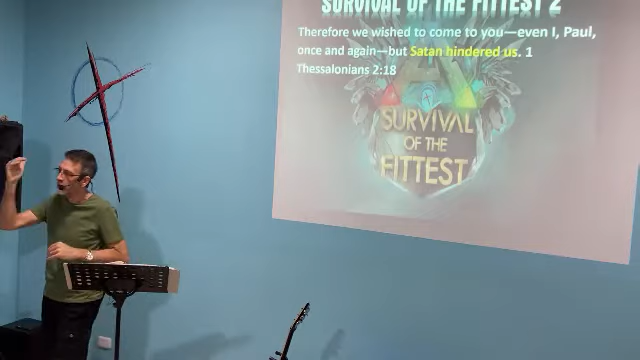 SURVIVAL OF THE FITTEST 2
Therefore we wished to come to you—even I, Paul,
once and again—but Satan hindered us. 1
Thessalonians 2:18
SURVIVAL
OF THE
FITTEST